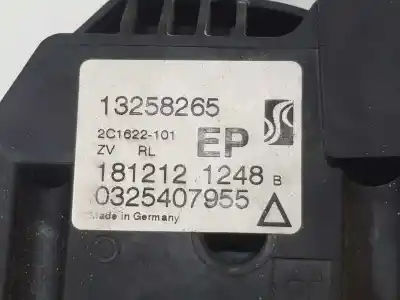 13258265
2C1622-101
ZV RL EP
181212 1248 B
0325407955
Made in Germany